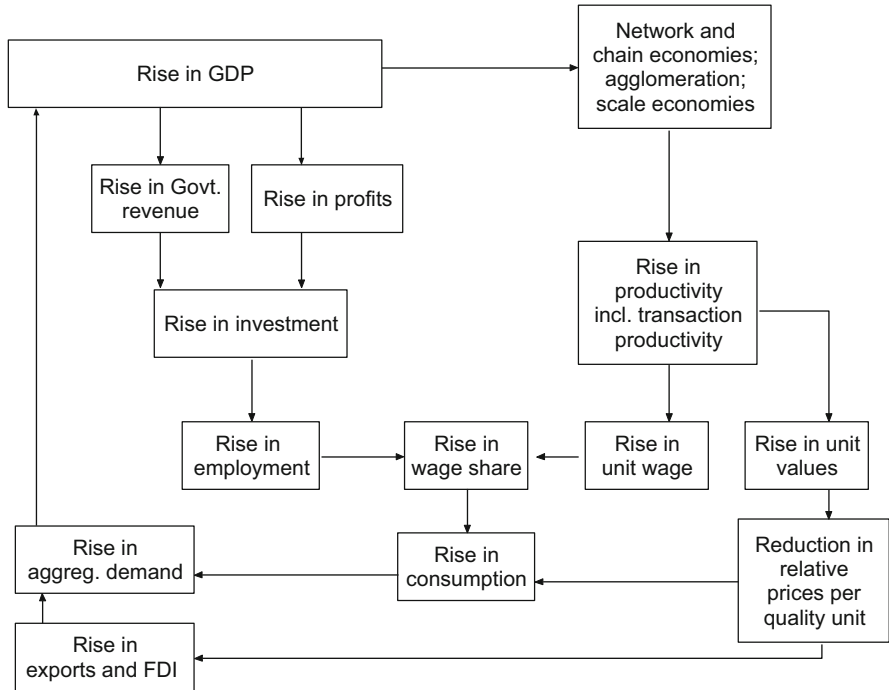 Rise in GDP
Network and
chain economies;
agglomeration;
scale economies
Rise in Govt.
revenue
Rise in profits
Rise in
productivity
incl. transaction
productivity
Rise in investment
Rise in
employment
Rise in
wage share
Rise in
unit wage
Rise in unit
values
Rise in
aggreg. demand
Rise in
consumption
Reduction in
relative
prices per
quality unit
Rise in
exports and FDI